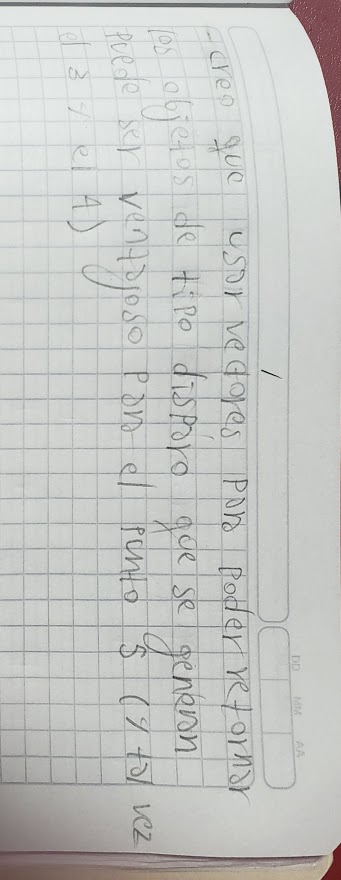 DD MM AA
- creo que usar vectores para poder retornar
los objetos de tipo disparo que se generan
puede ser ventajoso para el punto 5 (y tal vez
el 3 y el 4)